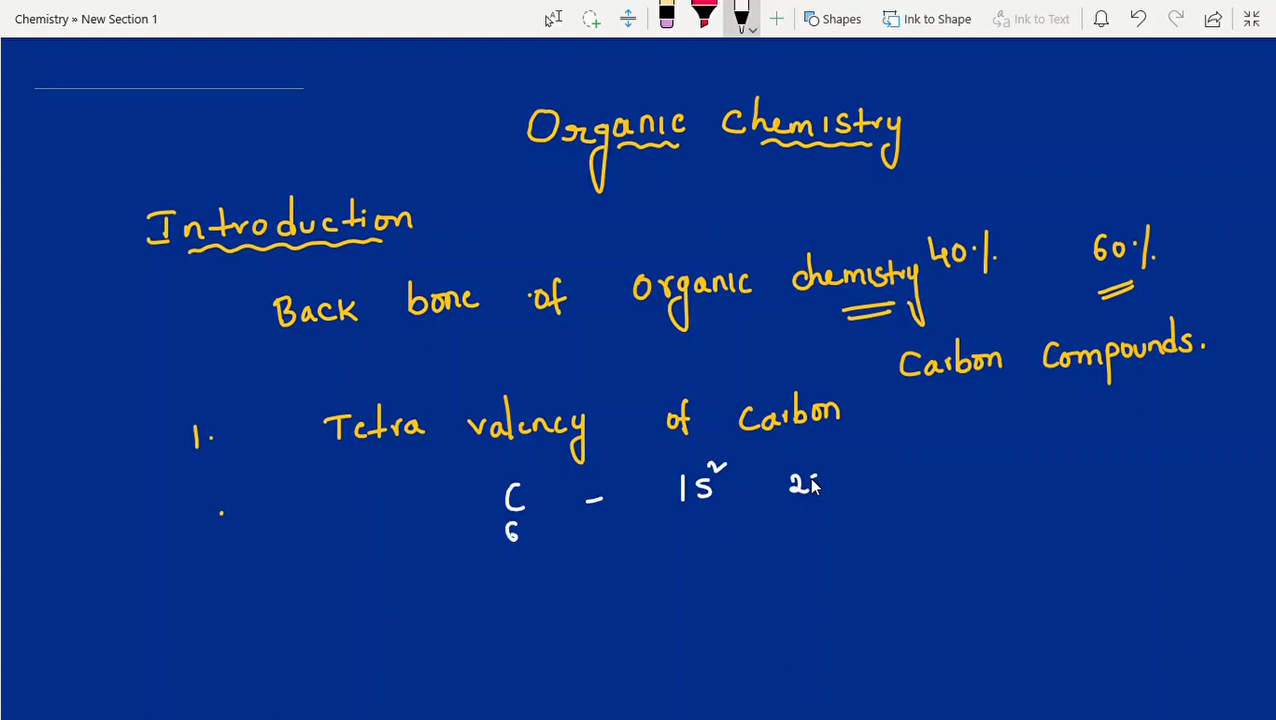 Chemistry » New Section 1
Shapes
Ink to Shape
Ink to Text
Organic Chemistry
Introduction
Back bone of Organic chemistry 40% 60%
Carbon Compounds.
1. Tetra valency of Carbon
C - 1s² 2
6